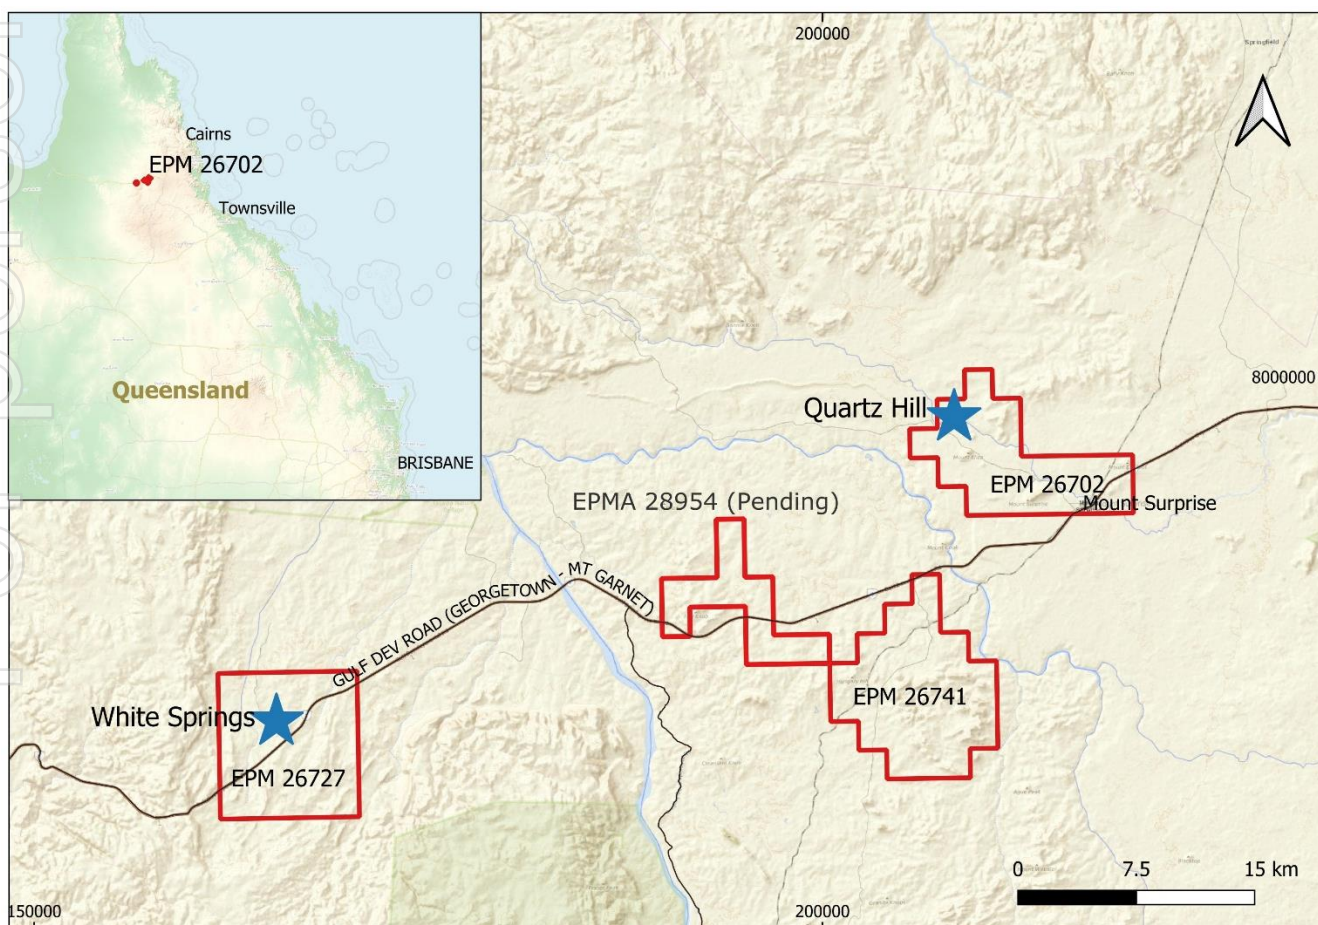 200000
Springfield
Cairns
EPM 26702
Townsville
8000000
Queensland
Quartz Hill
BRISBANE
EPM 26702
EPMA 28954 (Pending)
Mount Surprise
GULF DEV ROAD (GEORGETOWN - MT GARNET)
EPM 26741
White Springs
EPM 26727
0 7.5 15 km
150000
200000